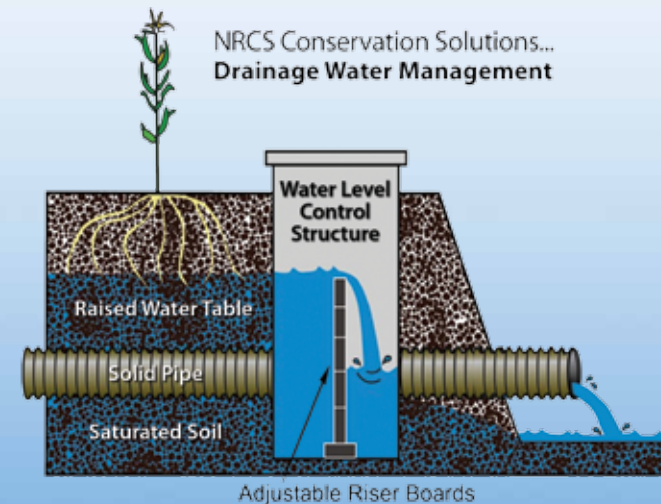 NRCS Conservation Solutions...
Drainage Water Management
Water Level
Control
Structure
Raised Water Table
Solid Pipe
Saturated Soil
Adjustable Riser Boards